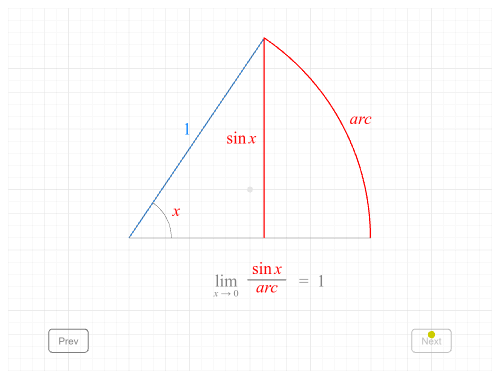 1
sin x
arc
x
lim x → 0 sin x / arc = 1
Prev
Next